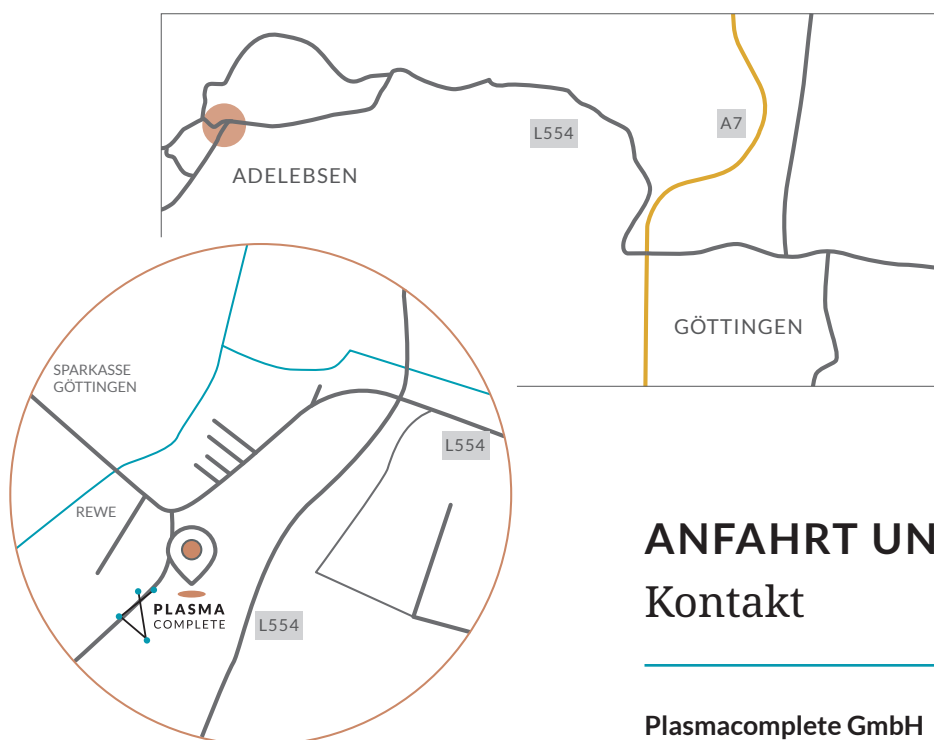 A7
L554
ADELEBSEN
GÖTTINGEN
SPARKASSE
GÖTTINGEN
L554
REWE
PLASMA
COMPLETE
L554
ANFAHRT UN
Kontakt
Plasmacomplete GmbH